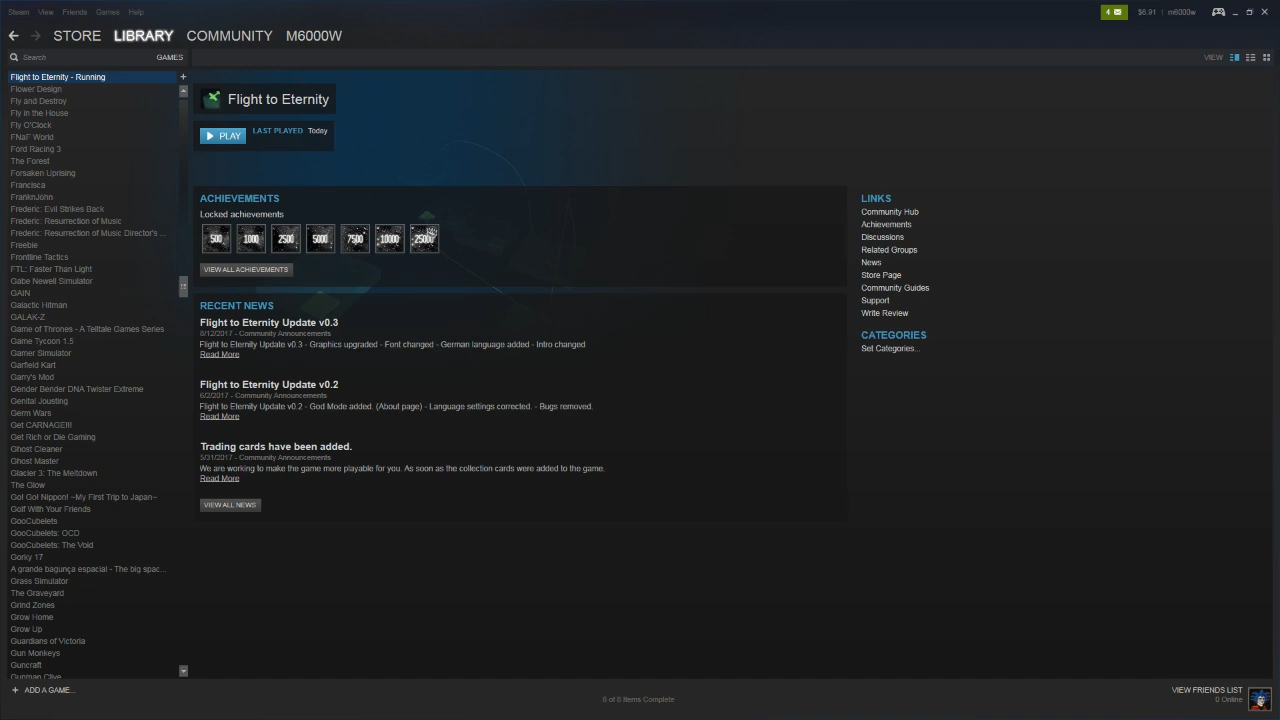 Steam View Friends Games Help
4 $6.91 m6000w
STORE LIBRARY COMMUNITY M6000W
Search GAMES VIEW
Flight to Eternity - Running
Flower Design
Fly and Destroy
Fly in the House
Fly O'Clock
FNaF World
Ford Racing 3
The Forest
Forsaken Uprising
Francisca
FranknJohn
Frederic: Evil Strikes Back
Frederic: Resurrection of Music
Frederic: Resurrection of Music Director's ...
Freebie
Frontline Tactics
FTL: Faster Than Light
Gabe Newell Simulator
GAIN
Galactic Hitman
GALAK-Z
Game of Thrones - A Telltale Games Series
Game Tycoon 1.5
Gamer Simulator
Garfield Kart
Garry's Mod
Gender Bender DNA Twister Extreme
Genital Jousting
Germ Wars
Get CARNAGE!!!
Get Rich or Die Gaming
Ghost Cleaner
Ghost Master
Glacier 3: The Meltdown
The Glow
Go! Go! Nippon! ~My First Trip to Japan~
Golf With Your Friends
GooCubelets
GooCubelets: OCD
GooCubelets: The Void
Gorky 17
A grande bagunça espacial - The big spac...
Grass Simulator
The Graveyard
Grind Zones
Grow Home
Grow Up
Guardians of Victoria
Gun Monkeys
Guncraft
Gunman Clive
+ ADD A GAME...
Flight to Eternity
PLAY LAST PLAYED Today
ACHIEVEMENTS
Locked achievements
500 1000 2500 5000 7500 10000 25000
VIEW ALL ACHIEVEMENTS
RECENT NEWS
Flight to Eternity Update v0.3
8/12/2017 - Community Announcements
Flight to Eternity Update v0.3 - Graphics upgraded - Font changed - German language added - Intro changed
Read More
Flight to Eternity Update v0.2
6/2/2017 - Community Announcements
Flight to Eternity Update v0.2 - God Mode added. (About page) - Language settings corrected. - Bugs removed.
Read More
Trading cards have been added.
5/31/2017 - Community Announcements
We are working to make the game more playable for you. As soon as the collection cards were added to the game.
Read More
VIEW ALL NEWS
LINKS
Community Hub
Achievements
Discussions
Related Groups
News
Store Page
Community Guides
Support
Write Review
CATEGORIES
Set Categories...
6 of 6 Items Complete
VIEW FRIENDS LIST
0 Online